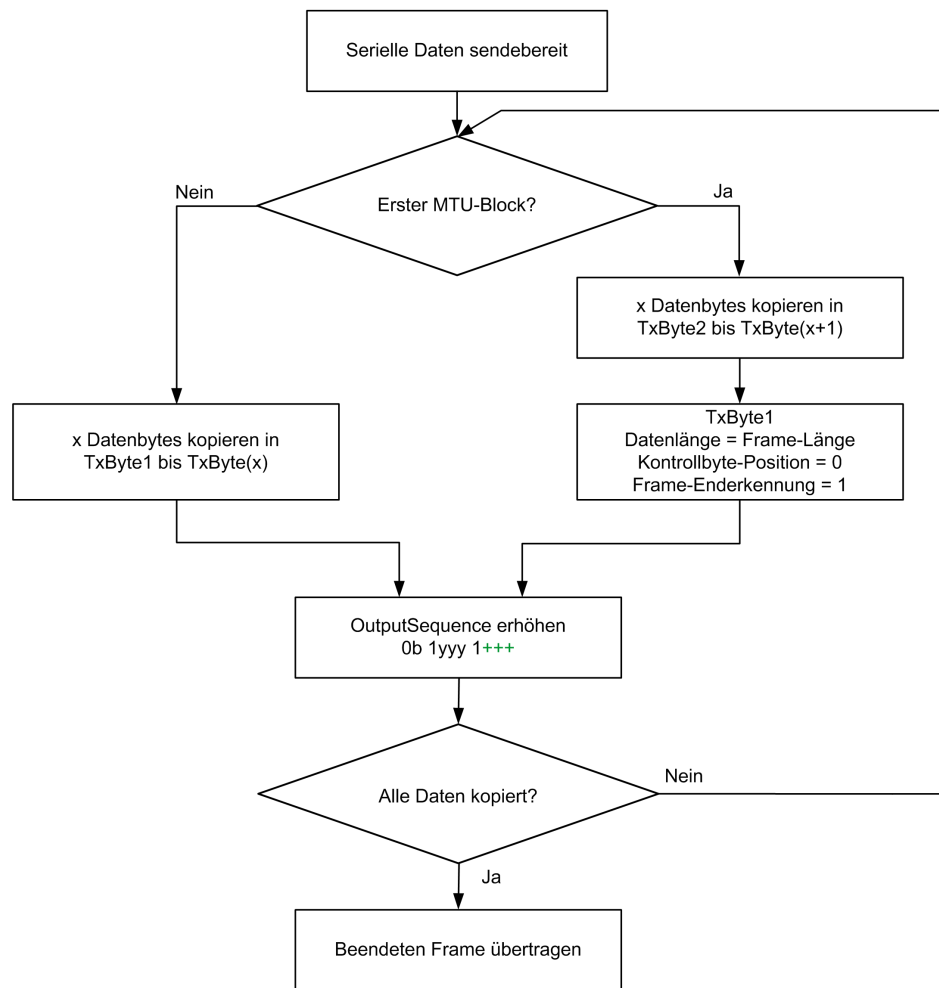 Serielle Daten sendebereit
Erster MTU-Block?
Nein
Ja
x Datenbytes kopieren in
TxByte2 bis TxByte(x+1)
x Datenbytes kopieren in
TxByte1 bis TxByte(x)
TxByte1
Datenlänge = Frame-Länge
Kontrollbyte-Position = 0
Frame-Enderkennung = 1
OutputSequence erhöhen
0b 1yyy 1+++
Alle Daten kopiert?
Nein
Ja
Beendeten Frame übertragen